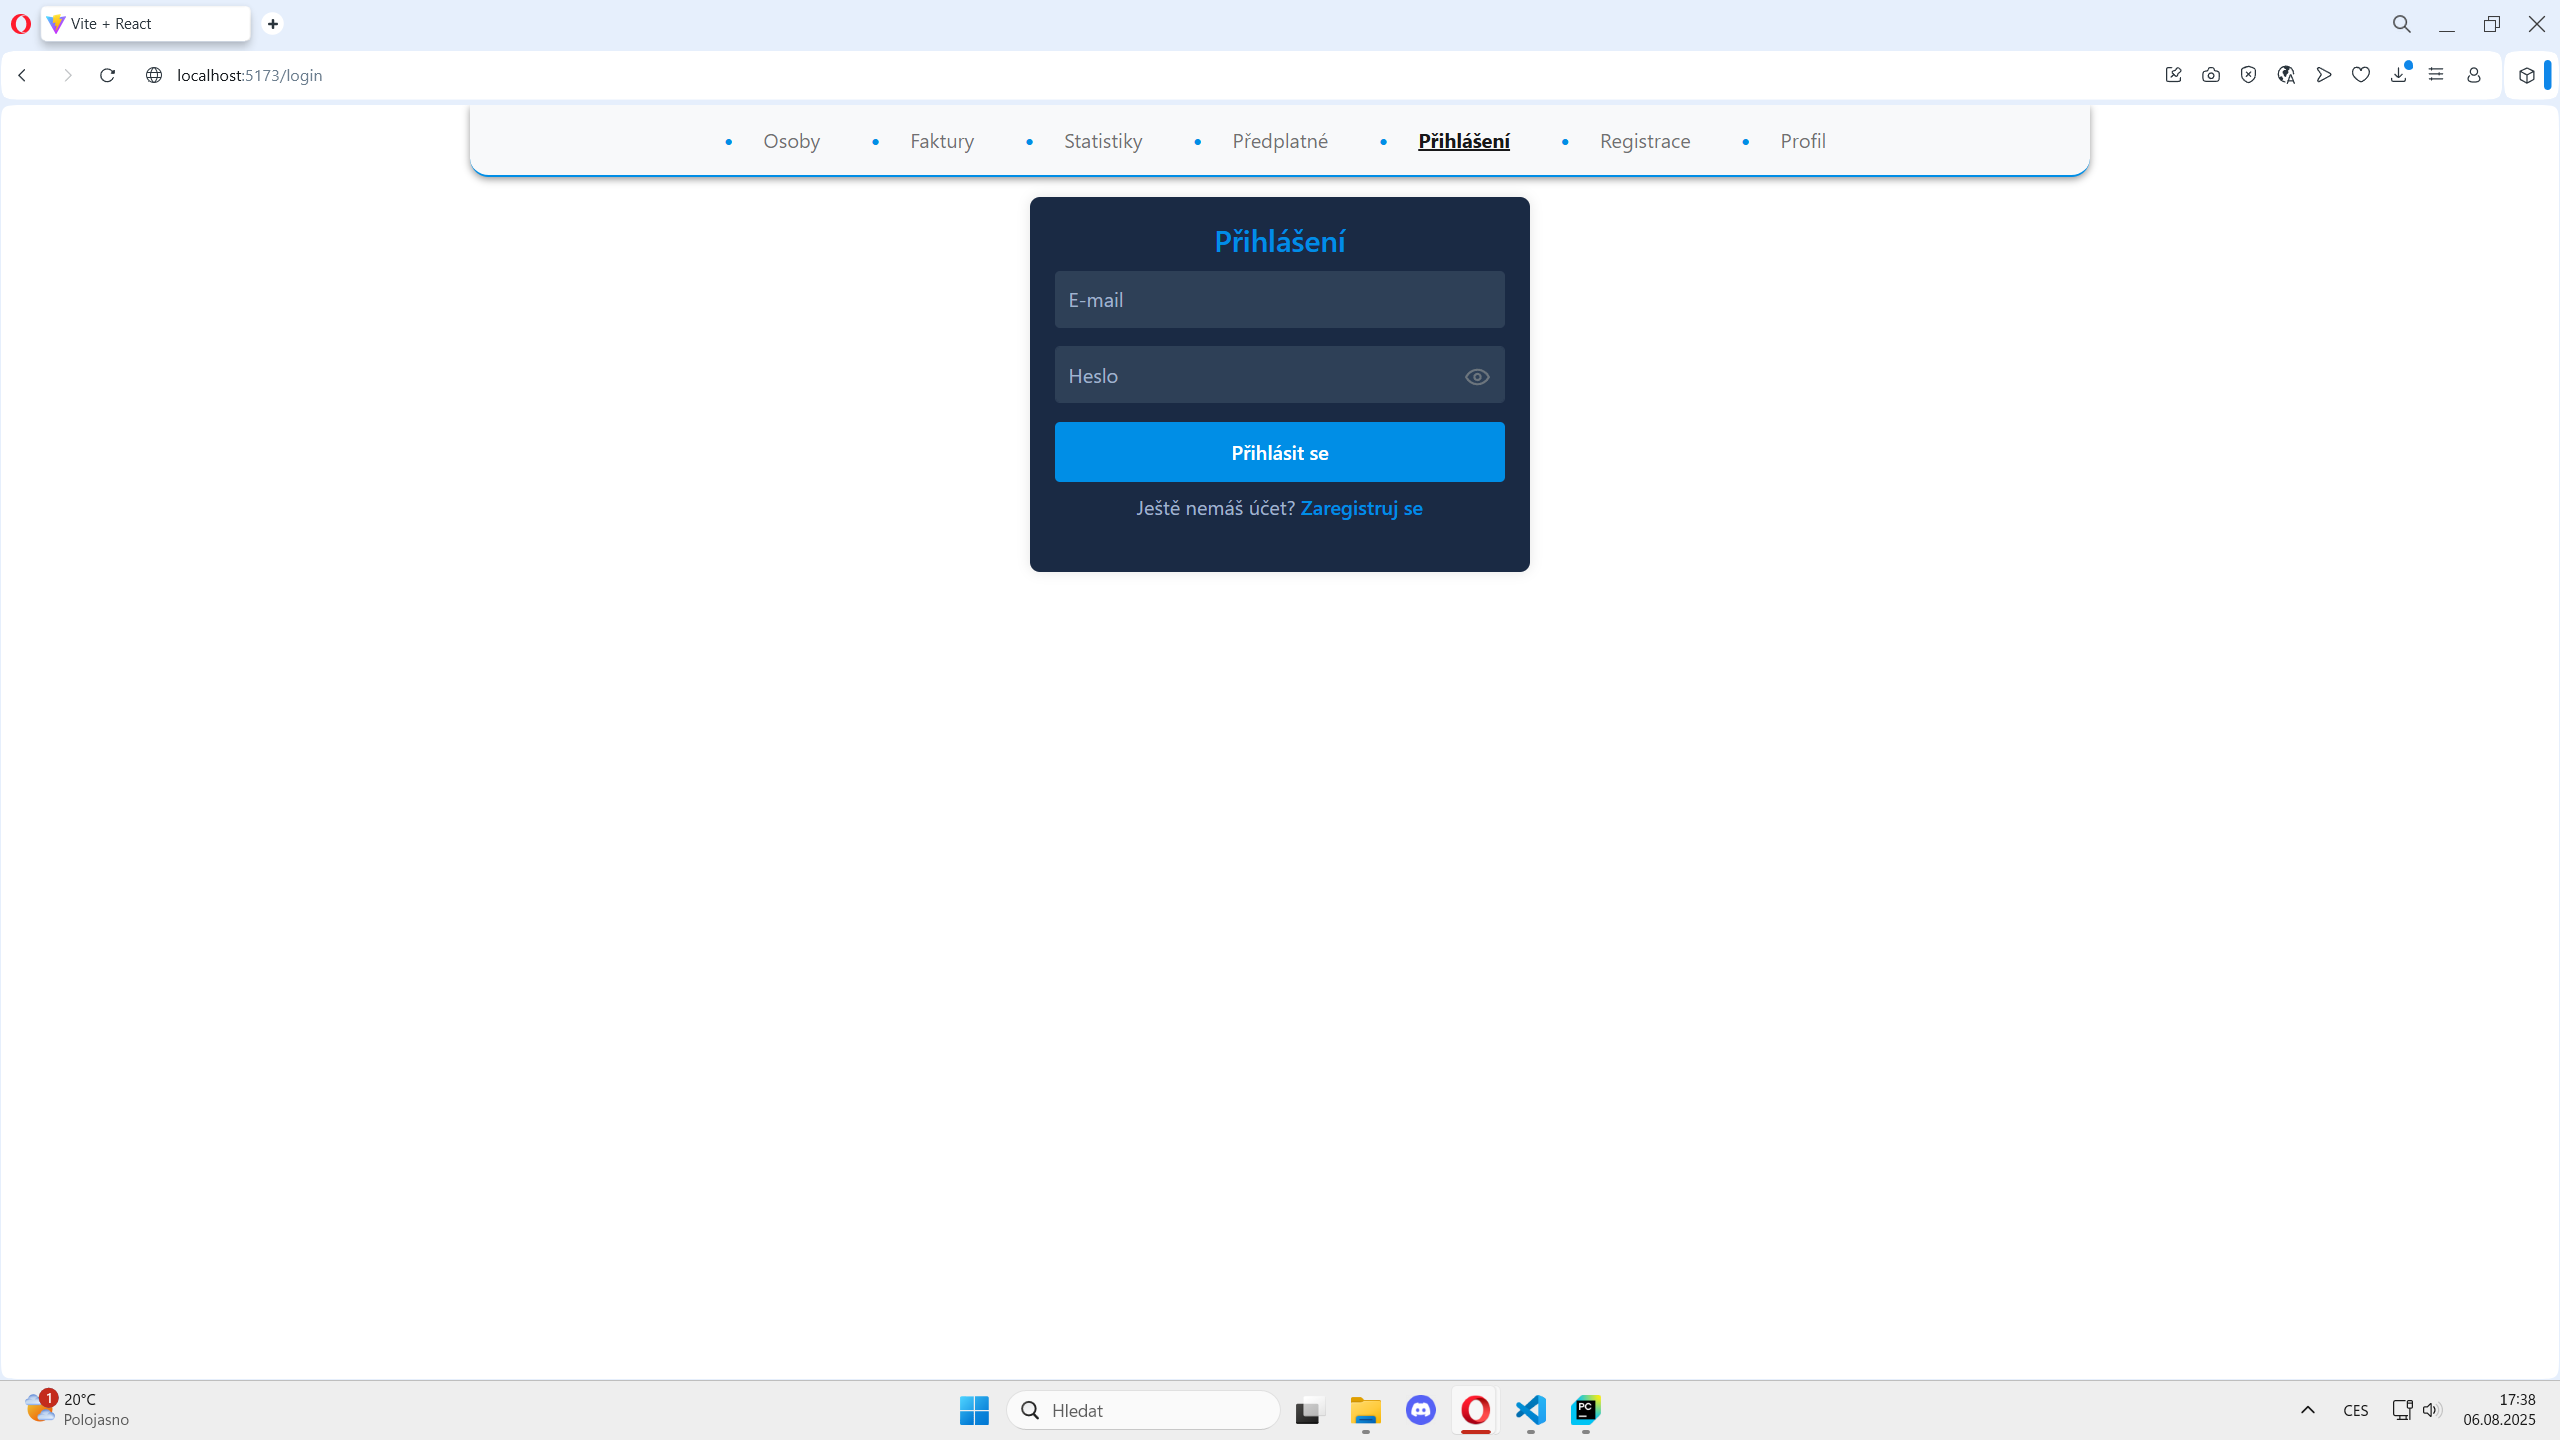 Vite + React
localhost:5173/login
Osoby
Faktury
Statistiky
Předplatné
Přihlášení
Registrace
Profil
Přihlášení
E-mail
Heslo
Přihlásit se
Ještě nemáš účet? Zaregistruj se
1
20°C
Polojasno
Hledat
PC
CES
17:38
06.08.2025